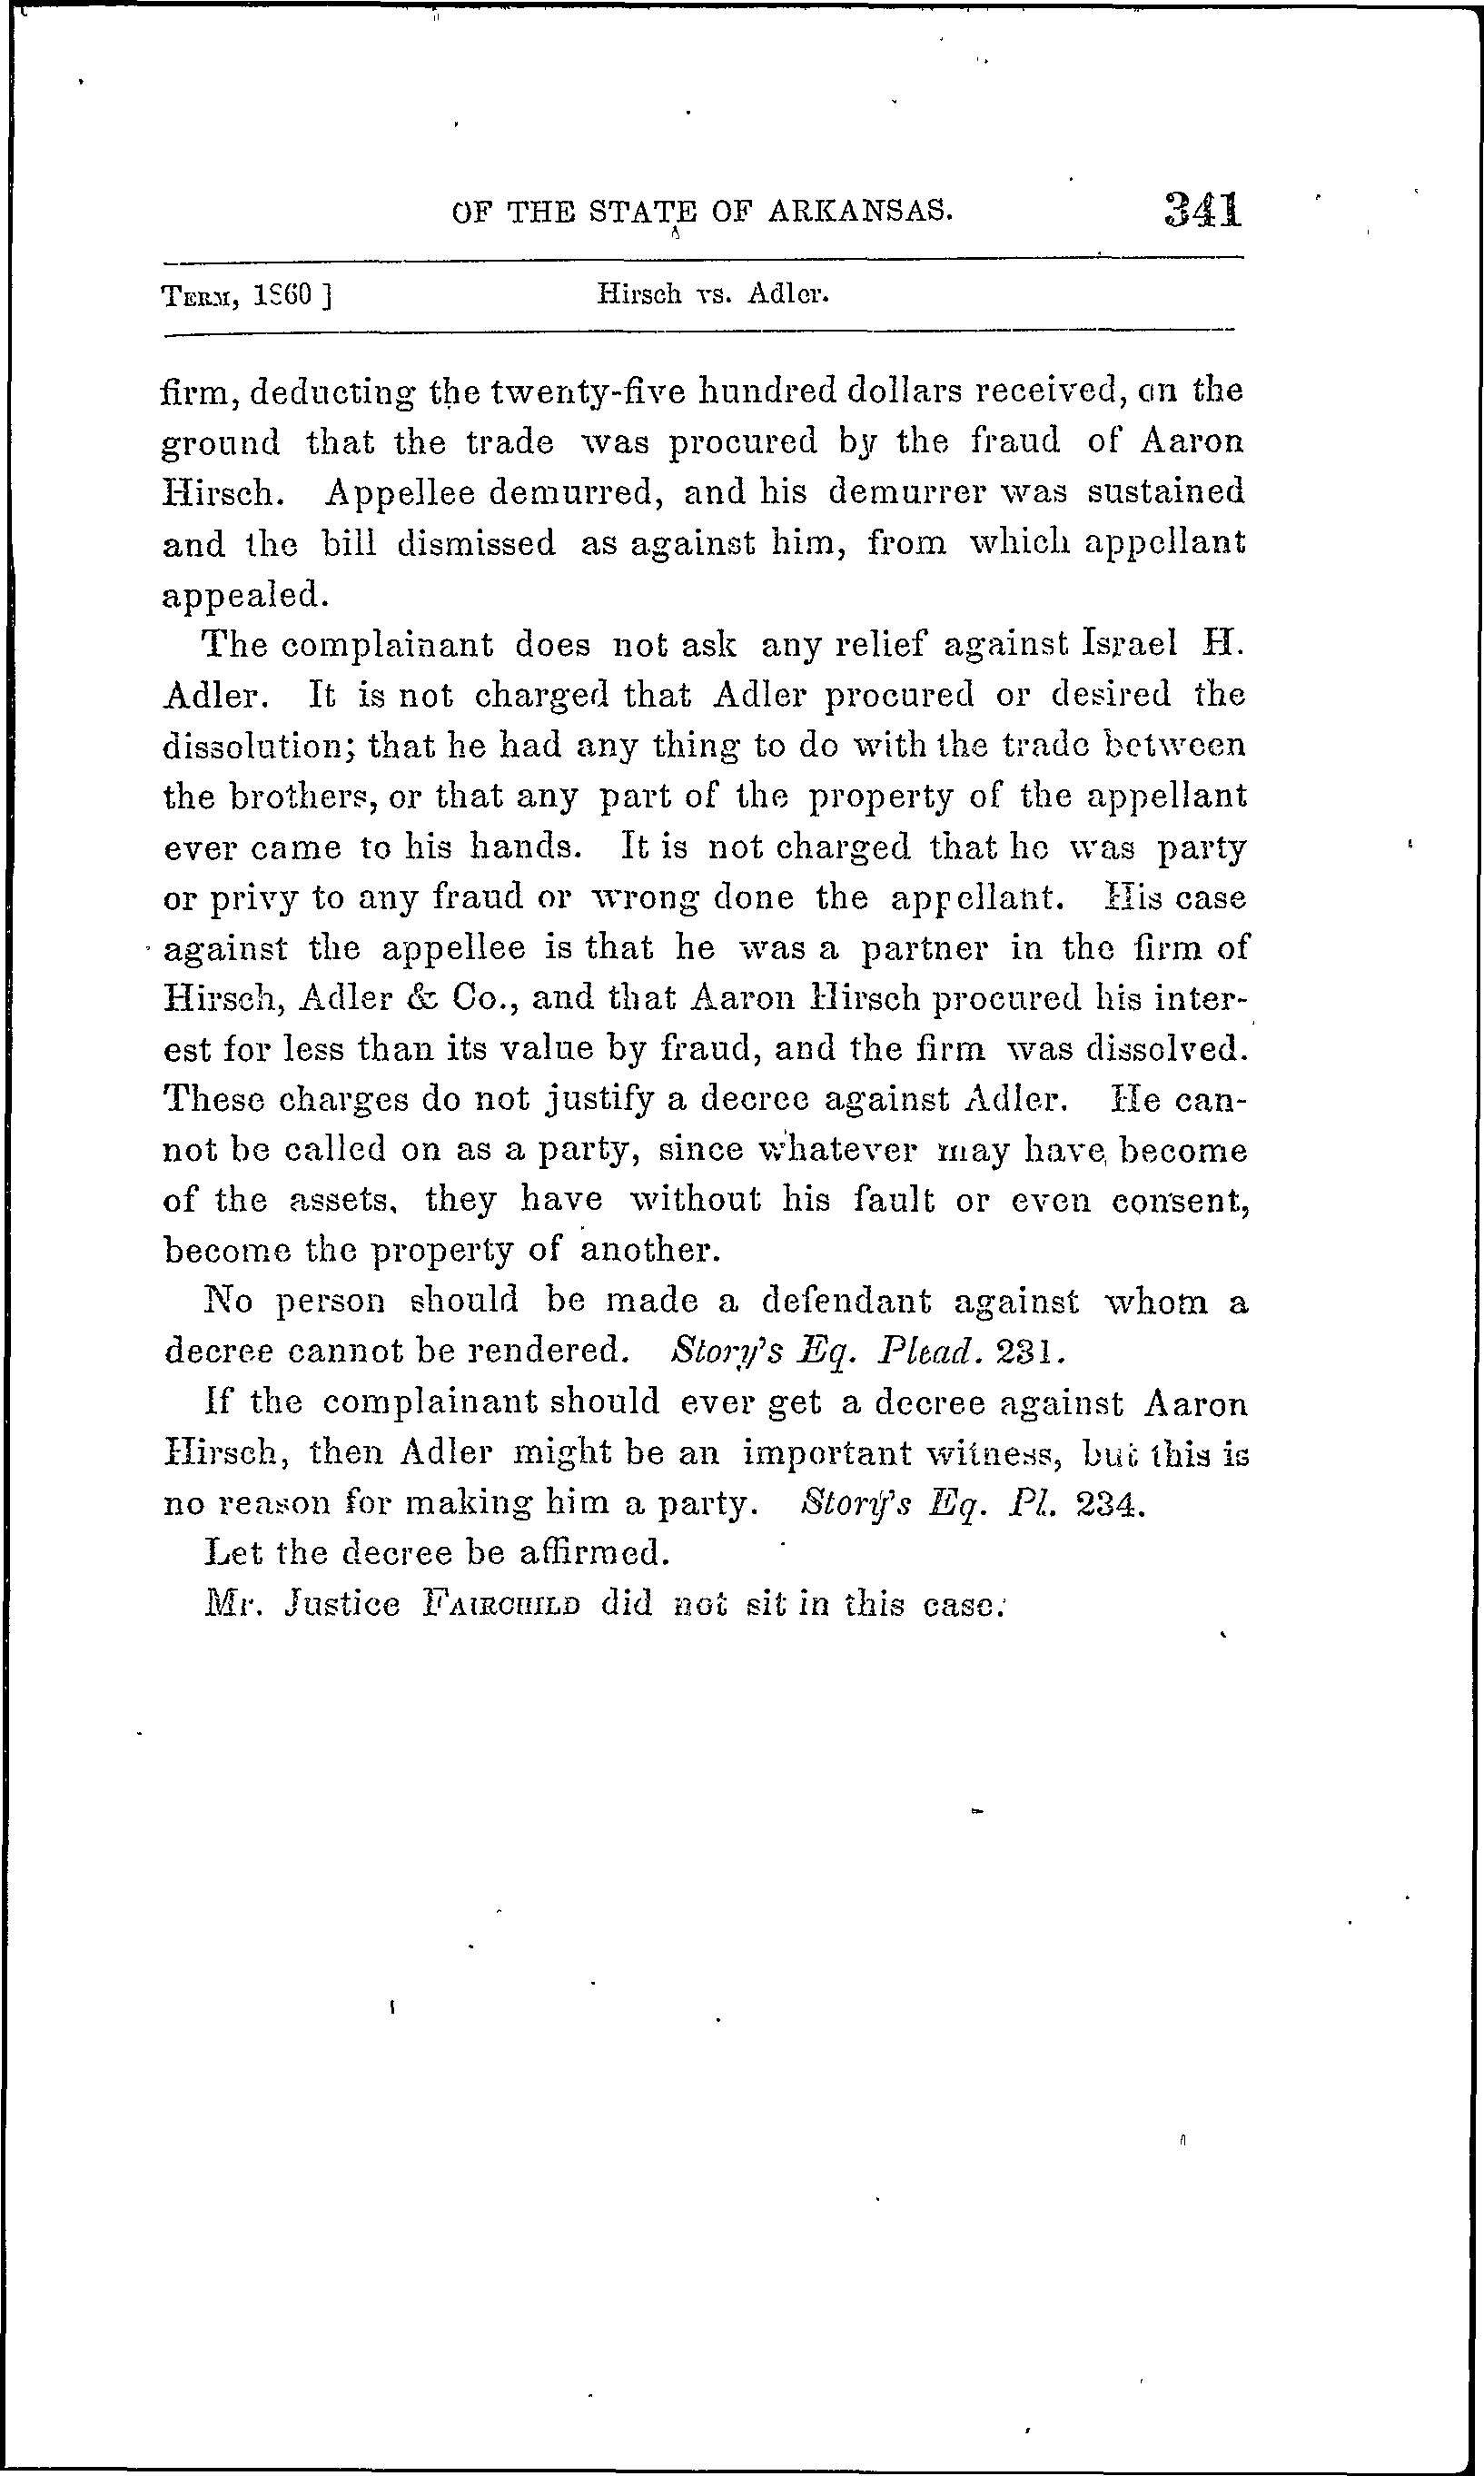 OF THE STATE OF ARKANSAS. 341
TERM, 1860 ] Hirsch vs. Adler.
firm, deducting the twenty-five hundred dollars received, on the
ground that the trade was procured by the fraud of Aaron
Hirsch. Appellee demurred, and his demurrer was sustained
and the bill dismissed as against him, from which appellant
appealed.
The complainant does not ask any relief against Israel H.
Adler. It is not charged that Adler procured or desired the
dissolution; that he had any thing to do with the trade between
the brothers, or that any part of the property of the appellant
ever came to his hands. It is not charged that he was party
or privy to any fraud or wrong done the appellant. His case
against the appellee is that he was a partner in the firm of
Hirsch, Adler & Co., and that Aaron Hirsch procured his inter-
est for less than its value by fraud, and the firm was dissolved.
These charges do not justify a decree against Adler. He can-
not be called on as a party, since whatever may have become
of the assets, they have without his fault or even consent,
become the property of another.
No person should be made a defendant against whom a
decree cannot be rendered. Story's Eq. Plead. 231.
If the complainant should ever get a decree against Aaron
Hirsch, then Adler might be an important witness, but this is
no reason for making him a party. Story's Eq. Pl. 234.
Let the decree be affirmed.
Mr. Justice FAIRCHILD did not sit in this case.